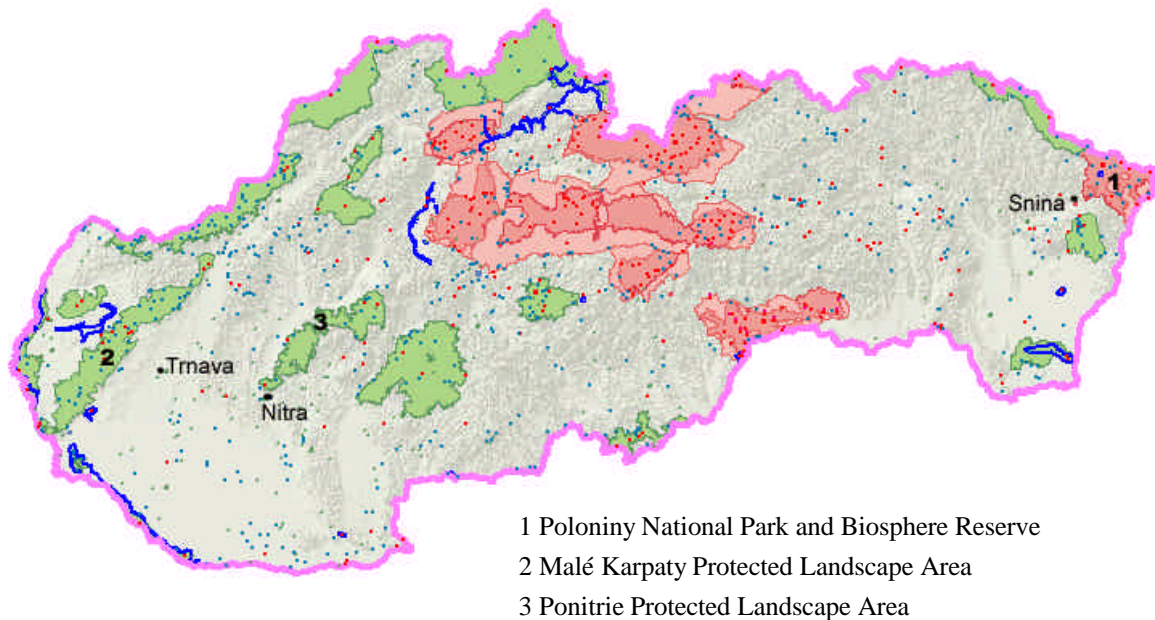 1
Snina
3
2
Trnava
Nitra
1 Poloniny National Park and Biosphere Reserve
2 Malé Karpaty Protected Landscape Area
3 Ponitrie Protected Landscape Area